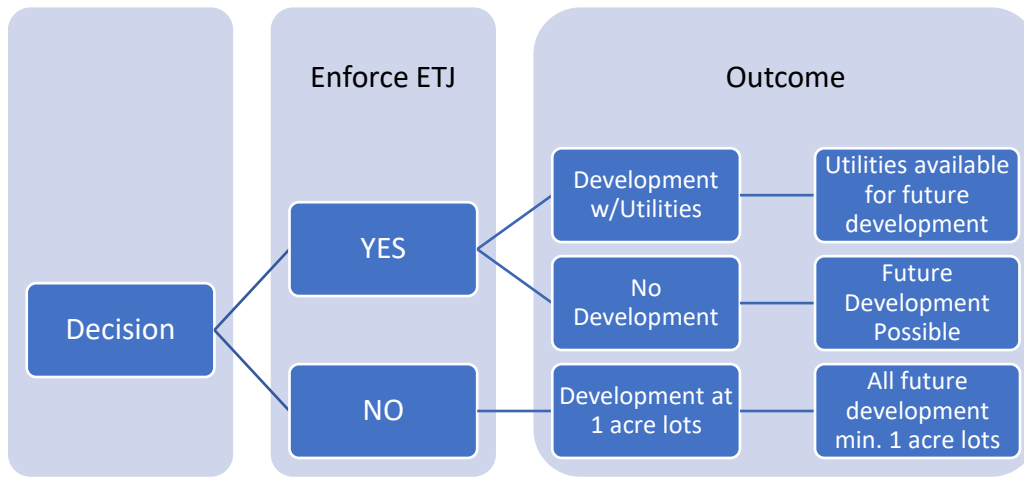 Enforce ETJ
Outcome
Decision
YES
NO
Development
w/Utilities
Utilities available
for future
development
No
Development
Future
Development
Possible
Development at
1 acre lots
All future
development
min. 1 acre lots